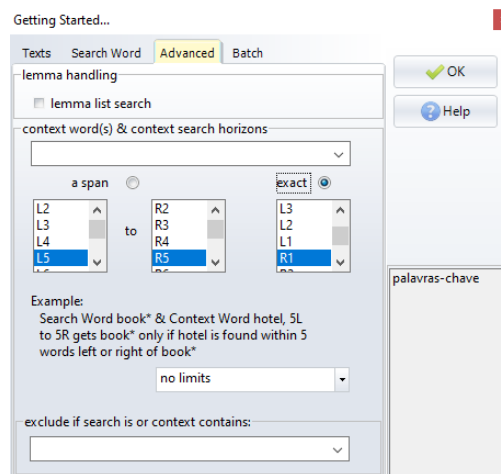 Getting Started...
Texts Search Word Advanced Batch
lemma handling
lemma list search
OK
Help
context word(s) & context search horizons
a span exact
L2 R2 L3
L3 R3 L2
L4 to R4 L1
L5 R5 R1
palavras-chave
Example:
Search Word book* & Context Word hotel, 5L
to 5R gets book* only if hotel is found within 5
words left or right of book*
no limits
exclude if search is or context contains: